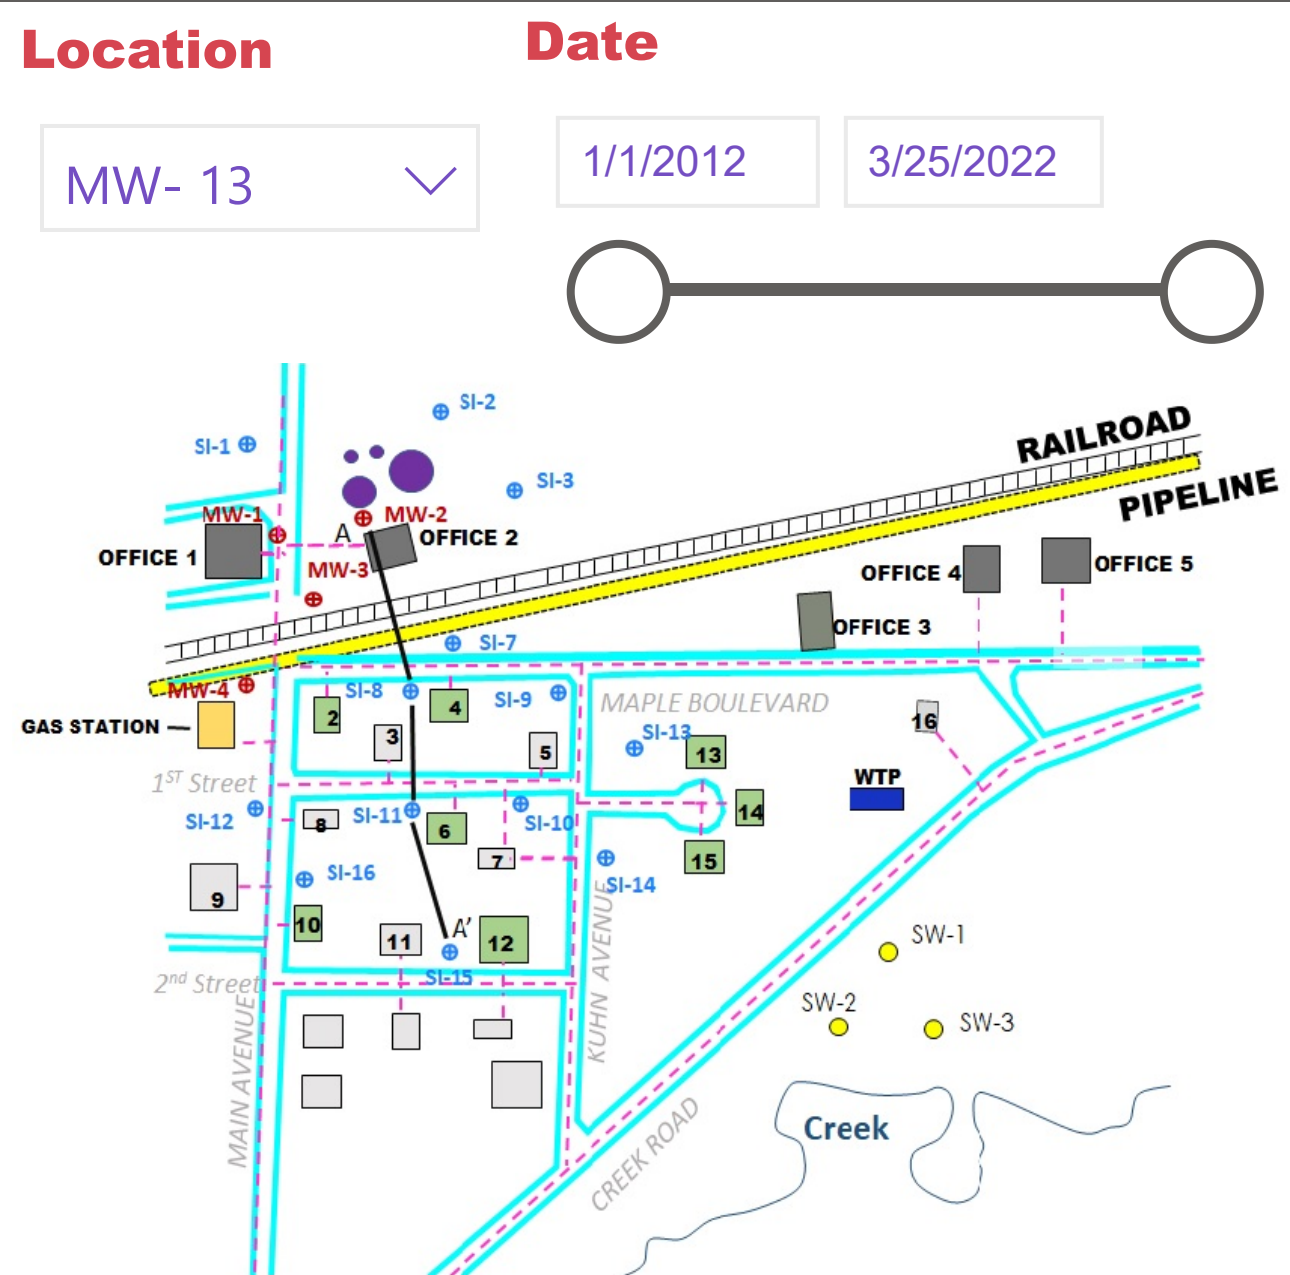 Location
Date
MW- 13
1/1/2012
3/25/2022
SI-2
SI-1
SI-3
RAILROAD
PIPELINE
MW-1
MW-2
A
OFFICE 2
OFFICE 1
MW-3
OFFICE 4
OFFICE 5
OFFICE 3
SI-7
MW-4
SI-8
SI-9
MAPLE BOULEVARD
GAS STATION
2
4
3
5
SI-13
13
16
1ST Street
WTP
SI-12
8
SI-11
6
SI-10
14
7
15
SI-16
SI-14
9
10
11
A’
12
SI-15
KUHN AVENUE
SW-1
2nd Street
SW-2
SW-3
MAIN AVENUE
CREEK ROAD
Creek